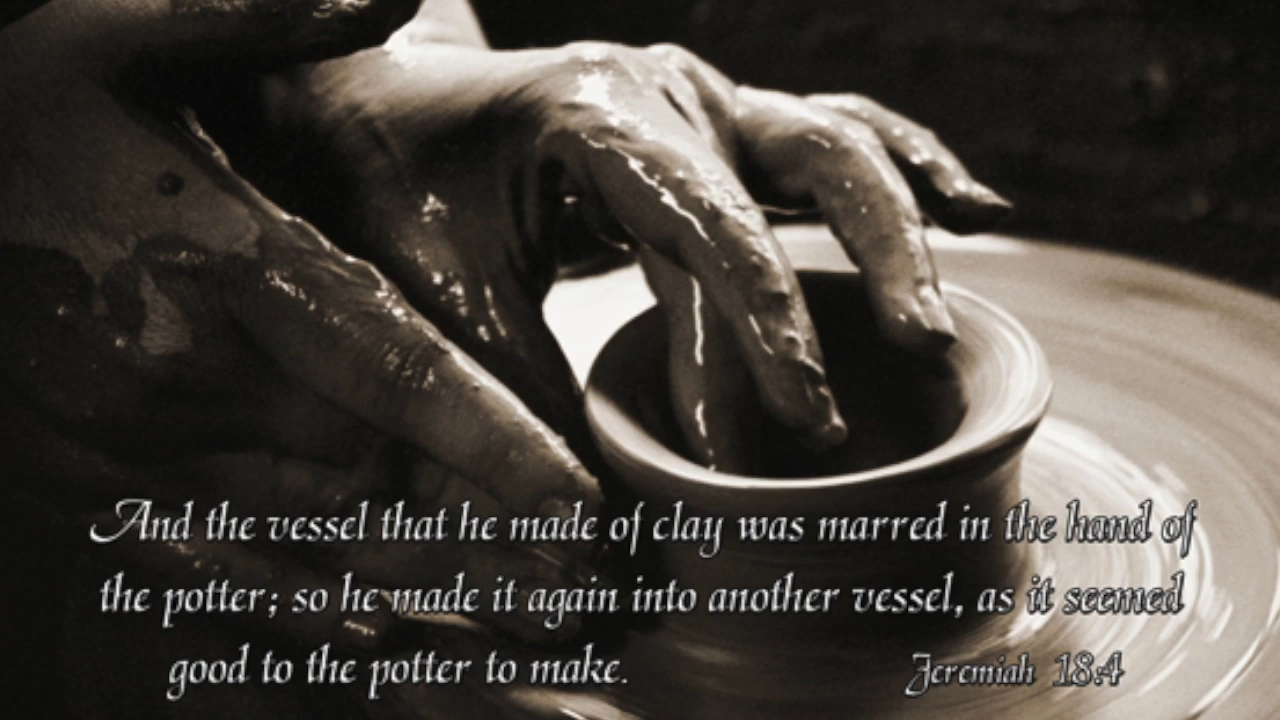 And the vessel that he made of clay was marred in the hand of
the potter; so he made it again into another vessel, as it seemed
good to the potter to make. Jeremiah 18:4